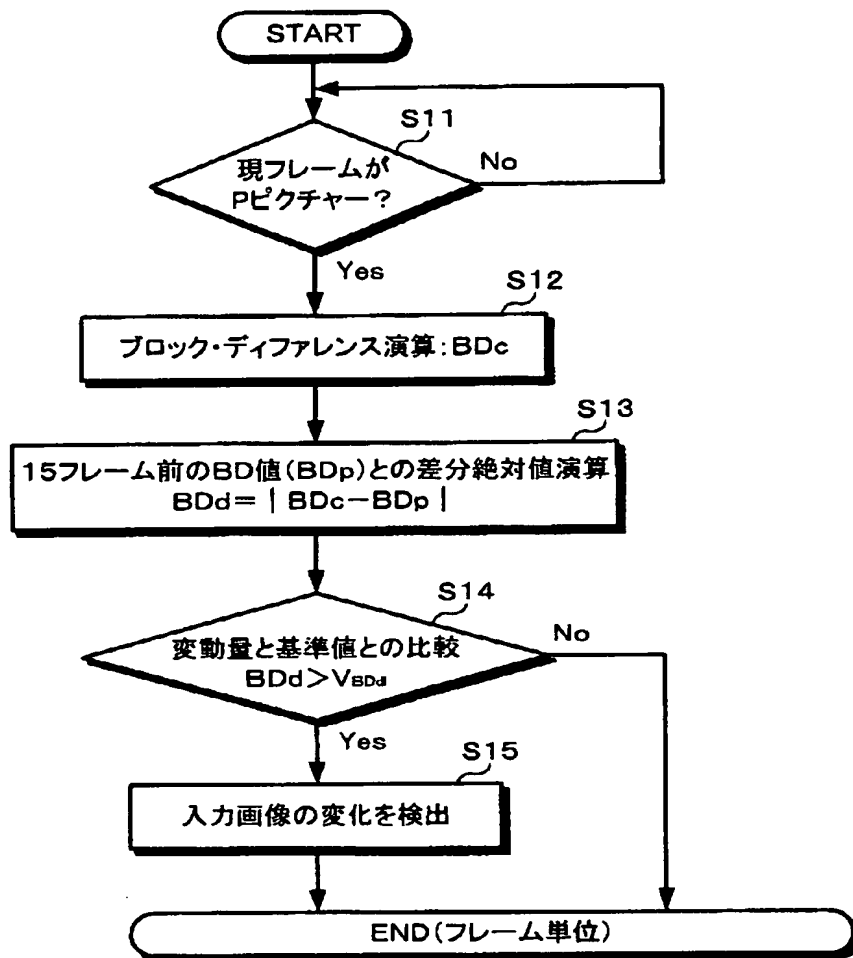 START
S11
現フレームが
Pピクチャー?
No
Yes
S12
ブロック・ディファレンス演算:BDc
S13
15フレーム前のBD値(BDp)との差分絶対値演算
BDd=|BDc-BDp|
S14
変動量と基準値との比較
BDd>VBDd
No
Yes
S15
入力画像の変化を検出
END(フレーム単位)